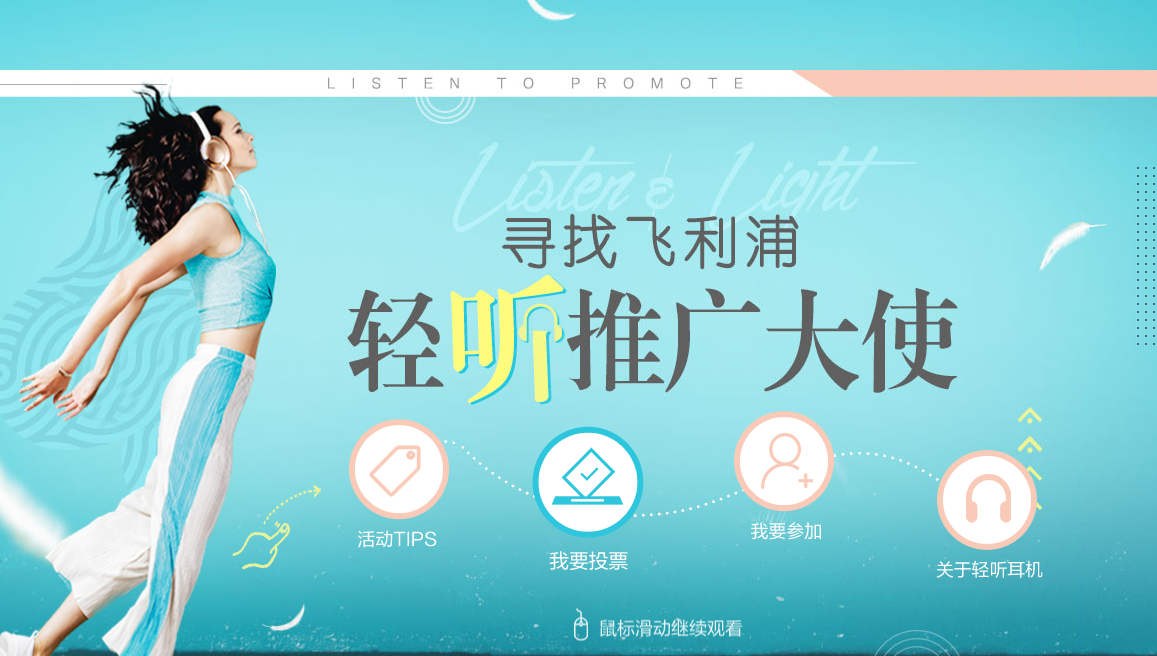 LISTEN TO PROMOTE
Listen & Light
寻找飞利浦
轻听推广大使
活动TIPS
我要投票
我要参加
关于轻听耳机
鼠标滑动继续观看